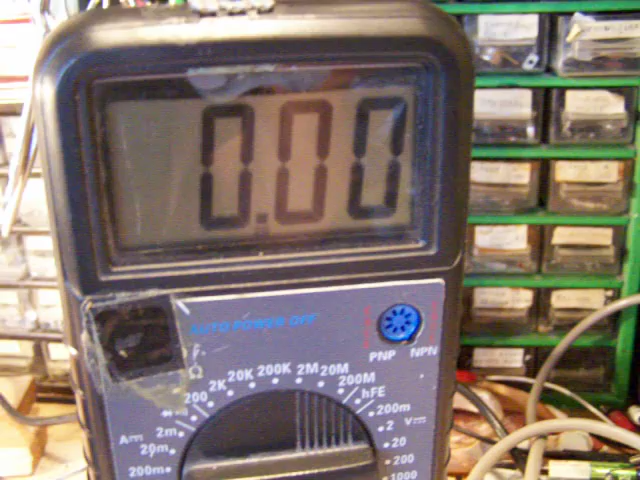 0.00
AUTO POWER OFF
F
Ω
PNP NPN
200 2K 20K 200K 2M 20M 200M hFE
A 2m 20m 200m
200m 2 20 200 1000 V